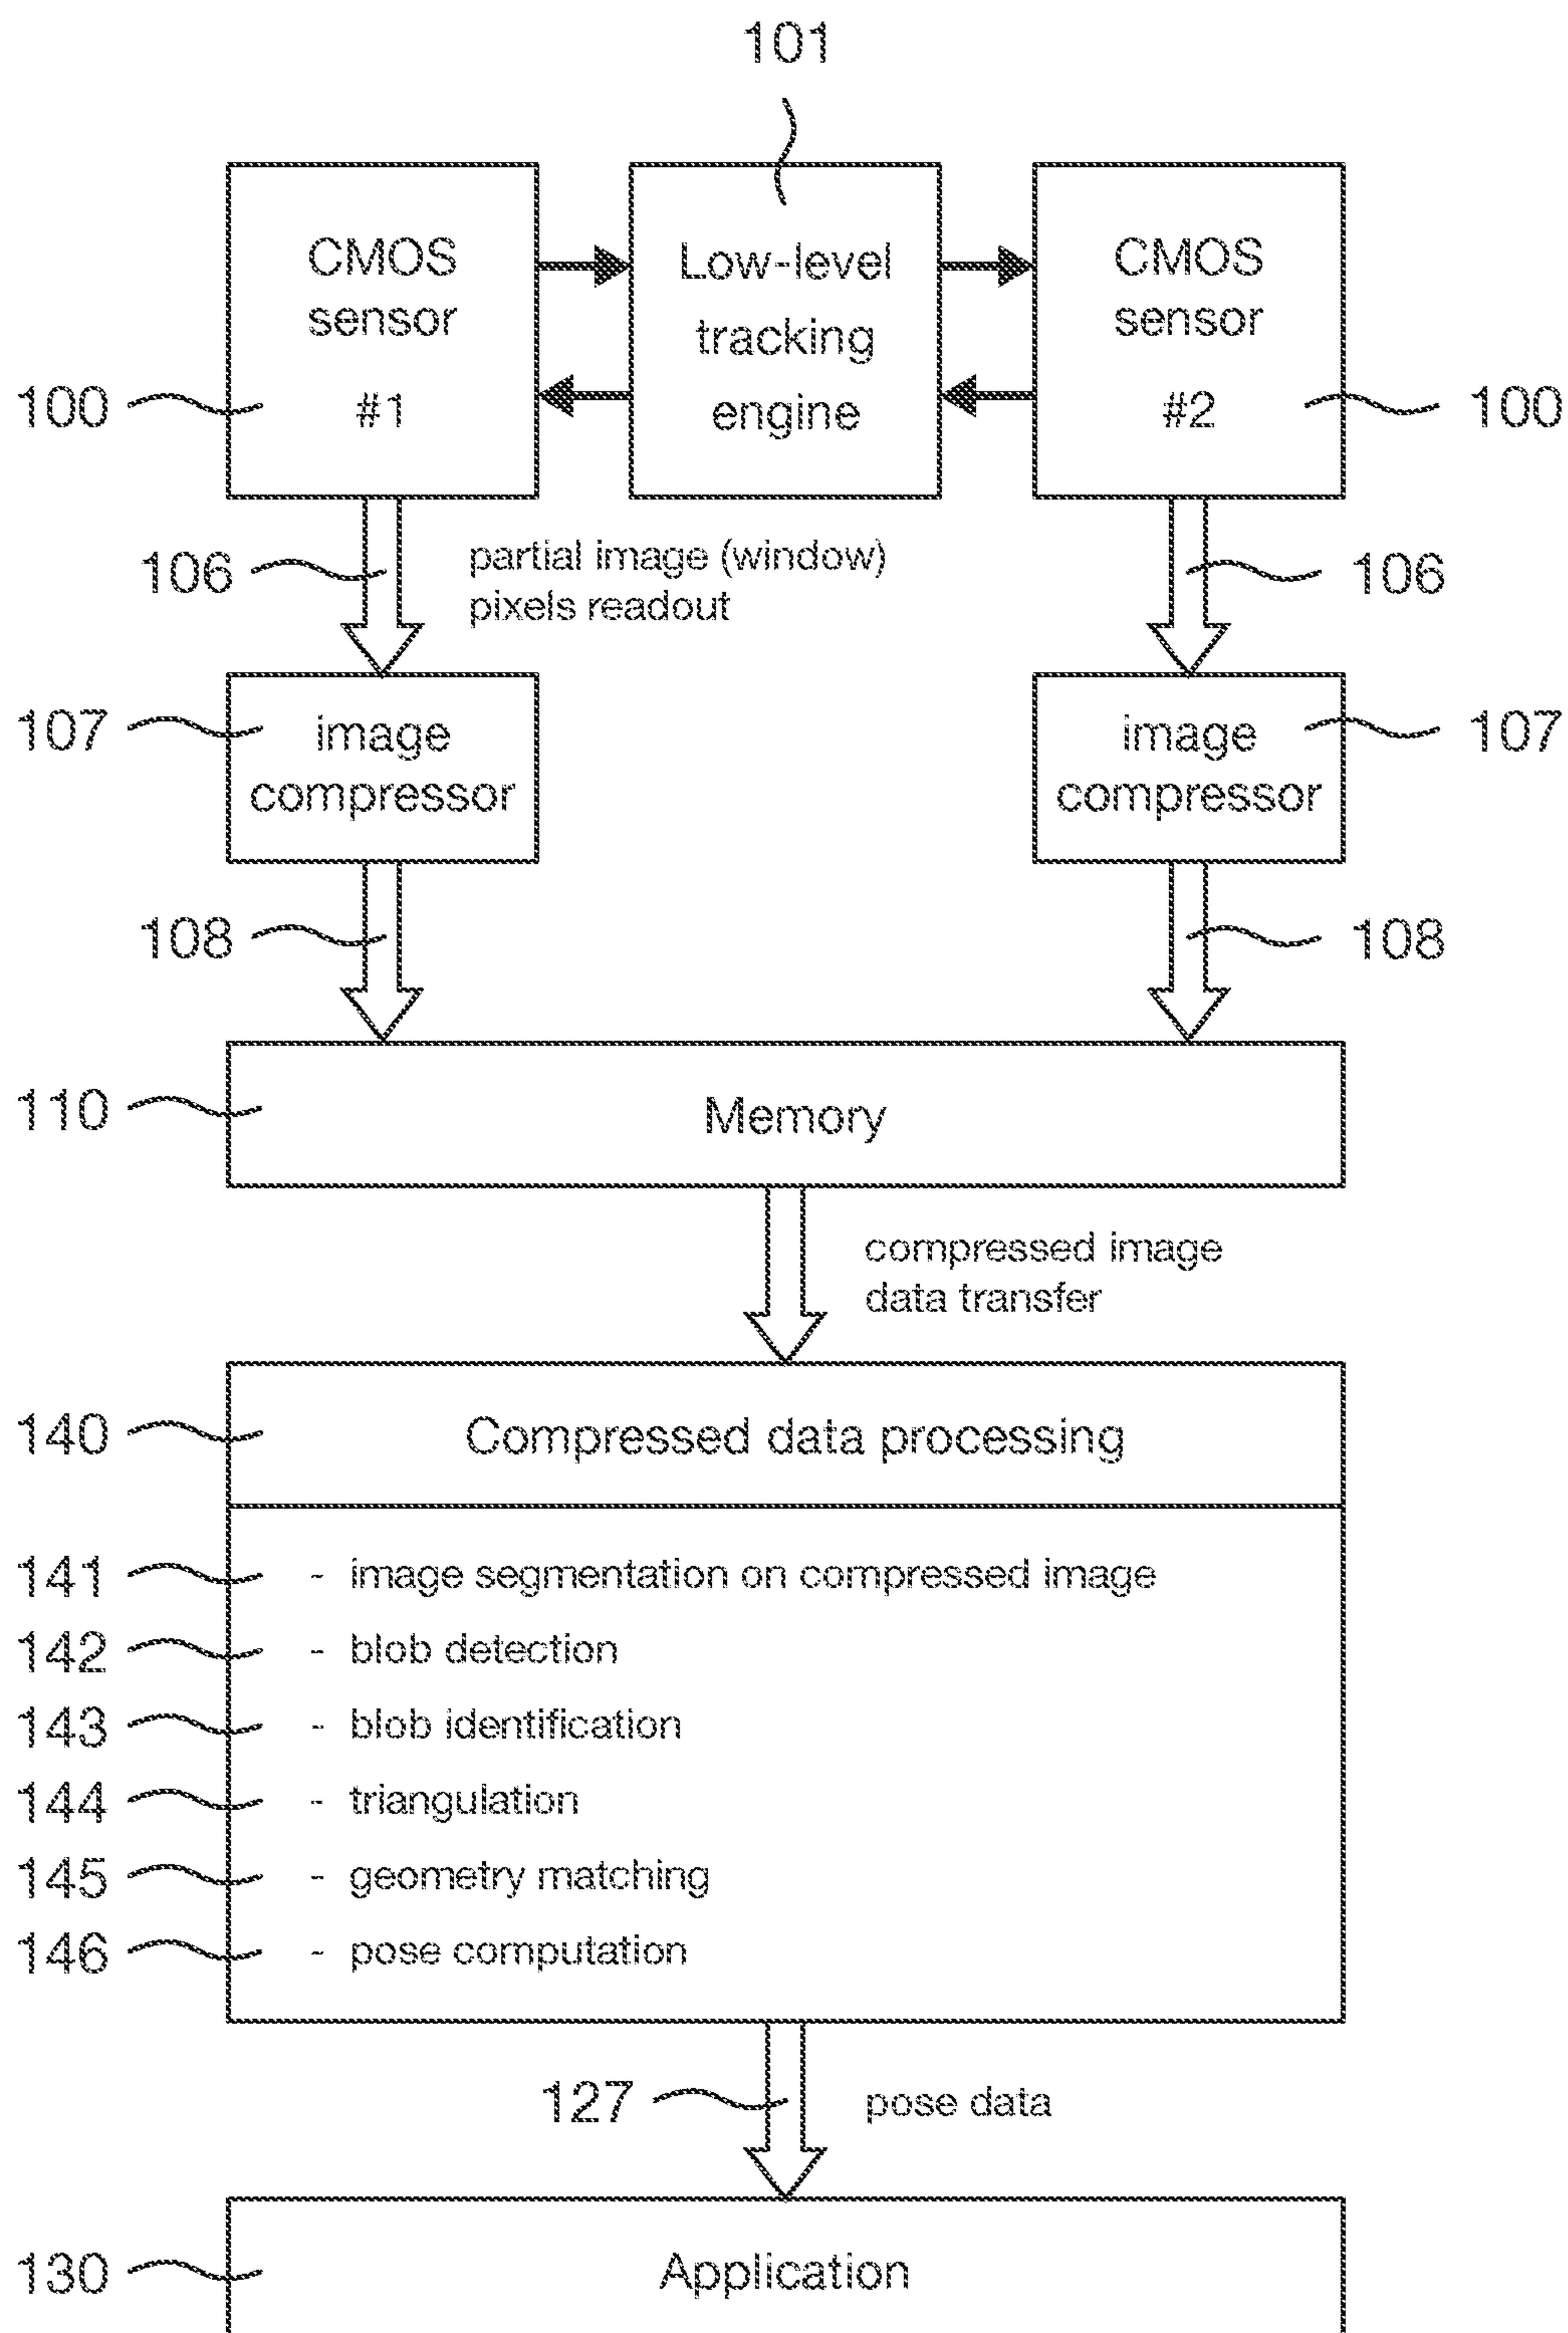 101
CMOS
sensor
#1
Low-level
tracking
engine
CMOS
sensor
#2
100
100
106
partial image (window)
pixels readout
106
107
image
compressor
image
compressor
107
108
108
110
Memory
compressed image
data transfer
140
Compressed data processing
141 - image segmentation on compressed image
142 - blob detection
143 - blob identification
144 - triangulation
145 - geometry matching
146 - pose computation
127
pose data
130
Application